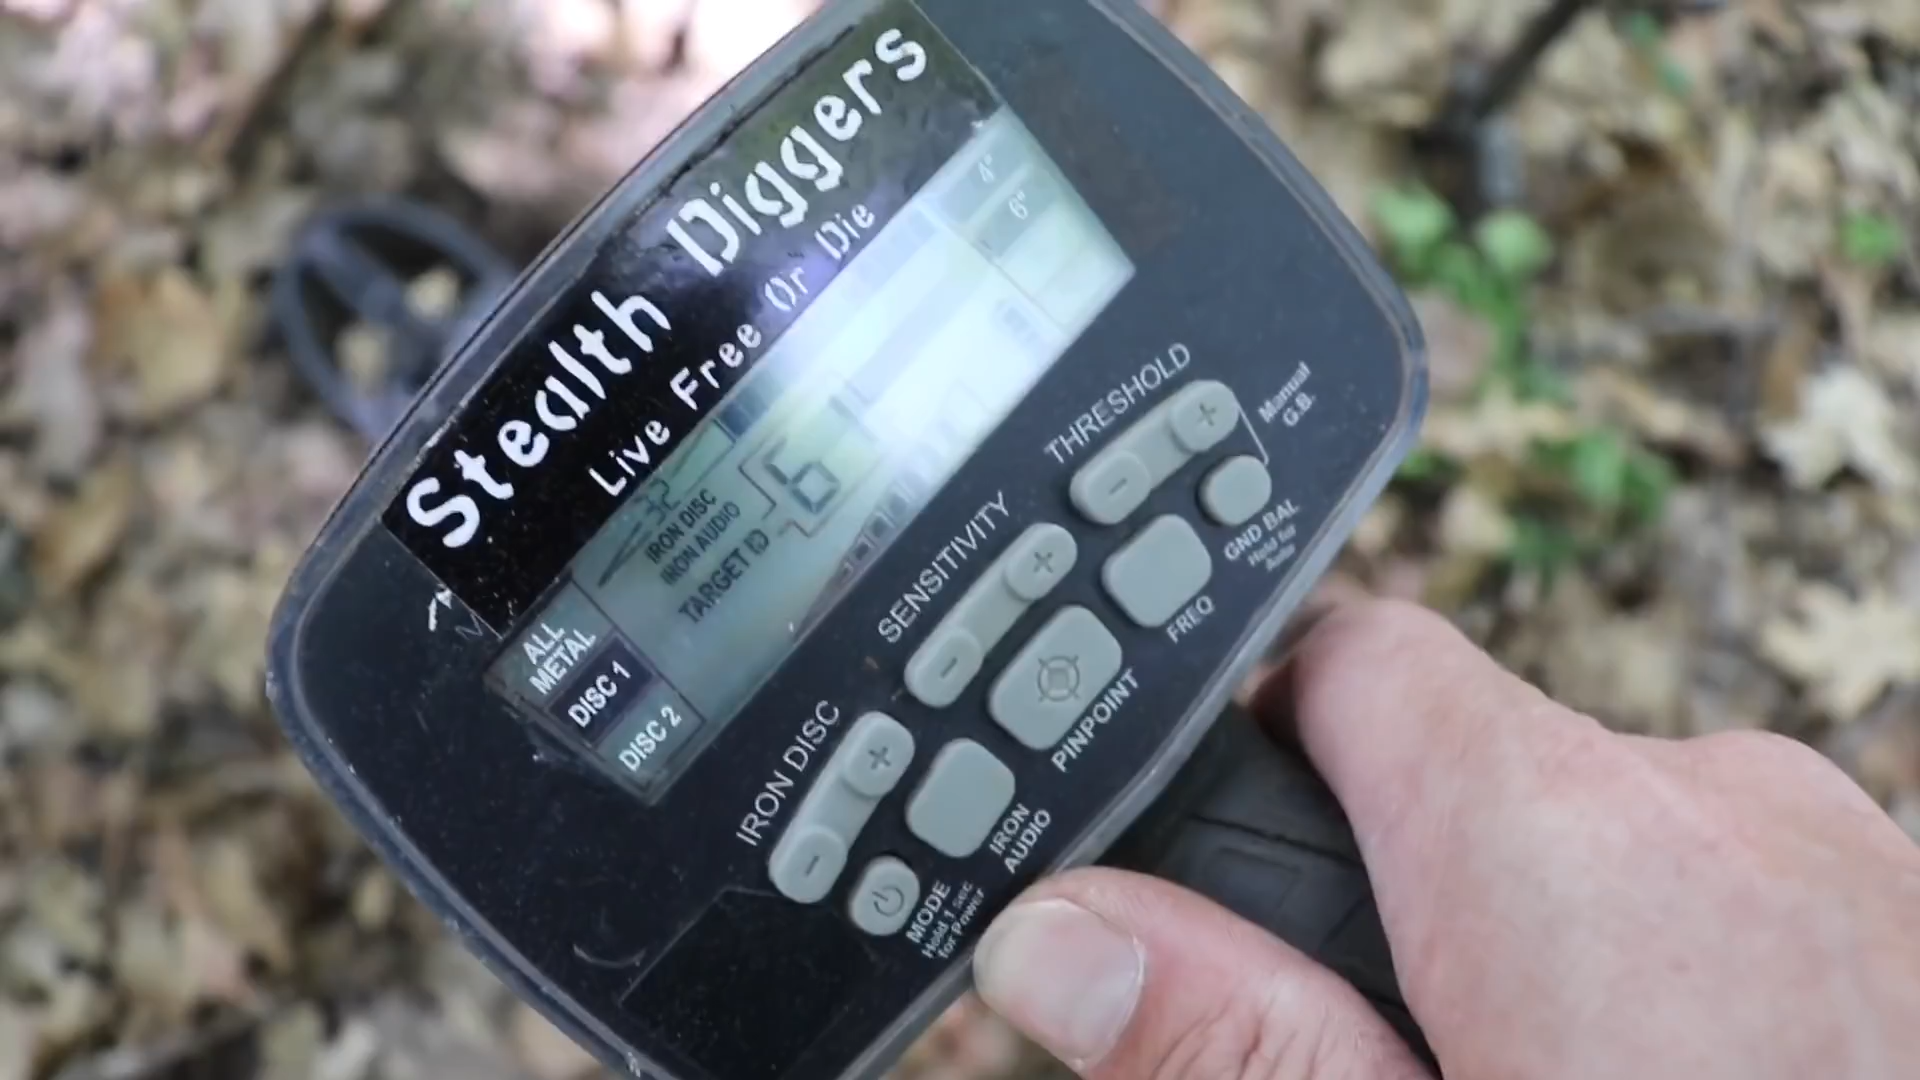 Stealth Diggers
Live Free Or Die
4"
6"
32
IRON DISC
IRON AUDIO
TARGET ID
6
ALL
METAL
DISC 1
DISC 2
THRESHOLD
+
-
Manual
G.B.
GND BAL
Hold for
Auto
SENSITIVITY
+
-
FREQ
PINPOINT
IRON DISC
+
-
IRON
AUDIO
MODE
Hold 1 sec
for Power